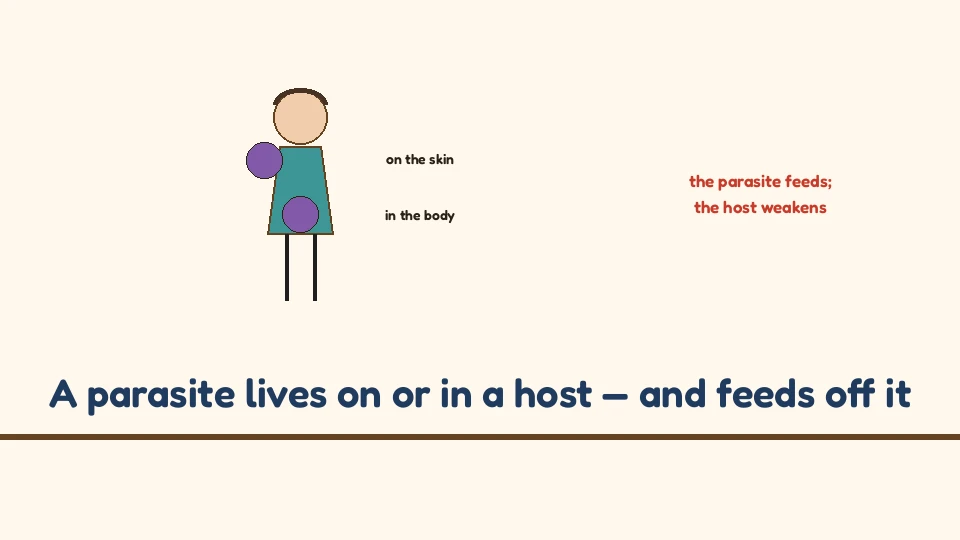 on the skin
in the body
the parasite feeds;
the host weakens
A parasite lives on or in a host — and feeds off it